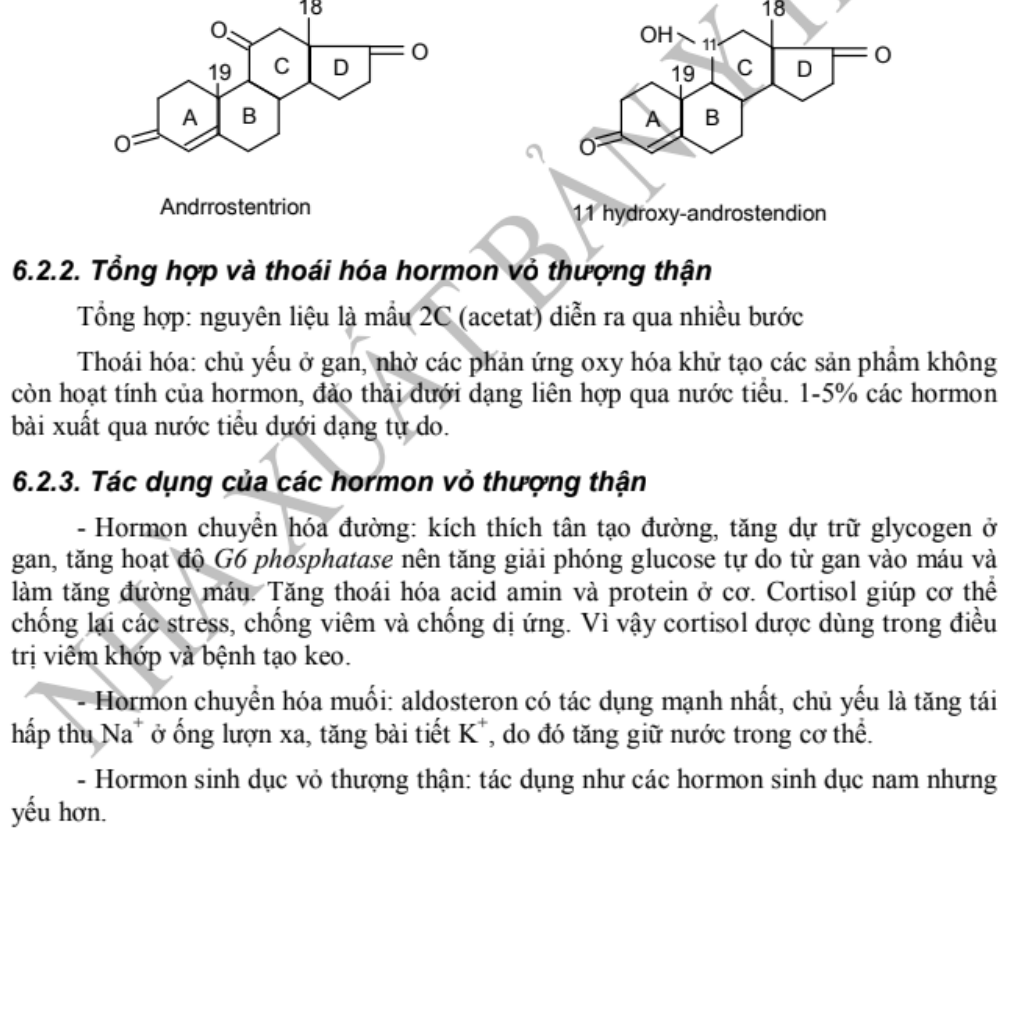 18
18
O
O
OH
11
O
19
C
D
19
C
D
A
B
A
B
O
O
Andrrostentrion
11 hydroxy-androstendion
6.2.2. Tổng hợp và thoái hóa hormon vỏ thượng thận
Tổng hợp: nguyên liệu là mẩu 2C (acetat) diễn ra qua nhiều bước
Thoái hóa: chủ yếu ở gan, nhờ các phản ứng oxy hóa khử tạo các sản phẩm không
còn hoạt tính của hormon, đào thải dưới dạng liên hợp qua nước tiểu. 1-5% các hormon
bài xuất qua nước tiểu dưới dạng tự do.
6.2.3. Tác dụng của các hormon vỏ thượng thận
- Hormon chuyển hóa đường: kích thích tân tạo đường, tăng dự trữ glycogen ở
gan, tăng hoạt độ G6 phosphatase nên tăng giải phóng glucose tự do từ gan vào máu và
làm tăng đường máu. Tăng thoái hóa acid amin và protein ở cơ. Cortisol giúp cơ thể
chống lại các stress, chống viêm và chống dị ứng. Vì vậy cortisol dược dùng trong điều
trị viêm khớp và bệnh tạo keo.
- Hormon chuyển hóa muối: aldosteron có tác dụng mạnh nhất, chủ yếu là tăng tái
hấp thu Na⁺ ở ống lượn xa, tăng bài tiết K⁺, do đó tăng giữ nước trong cơ thể.
- Hormon sinh dục vỏ thượng thận: tác dụng như các hormon sinh dục nam nhưng
yếu hơn.
NHÀ XUẤT BẢN Y